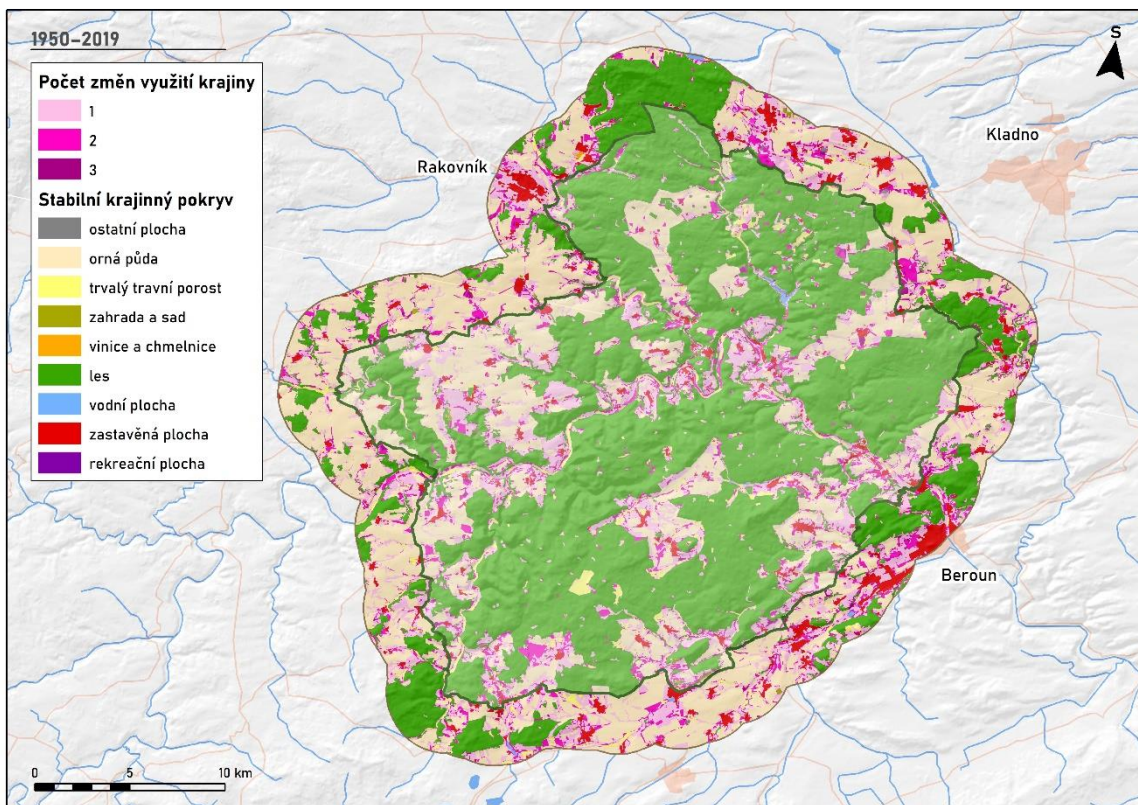 1950–2019
Počet změn využití krajiny
1
2
3
Stabilní krajinný pokryv
ostatní plocha
orná půda
trvalý travní porost
zahrada a sad
vinice a chmelnice
les
vodní plocha
zastavěná plocha
rekreační plocha
S
Kladno
Rakovník
Beroun
0 5 10 km